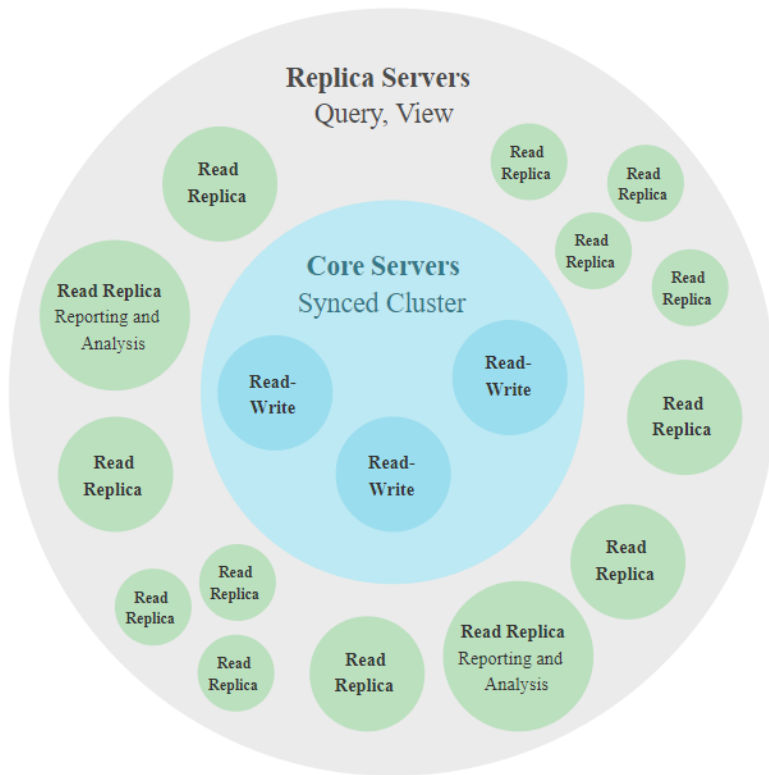 Replica Servers
Query, View
Read
Replica
Read
Replica
Read
Replica
Read
Replica
Read
Replica
Core Servers
Synced Cluster
Read Replica
Reporting and
Analysis
Read-
Write
Read-
Write
Read-
Write
Read
Replica
Read
Replica
Read
Replica
Read
Replica
Read
Replica
Read
Replica
Read
Replica
Read Replica
Reporting and
Analysis